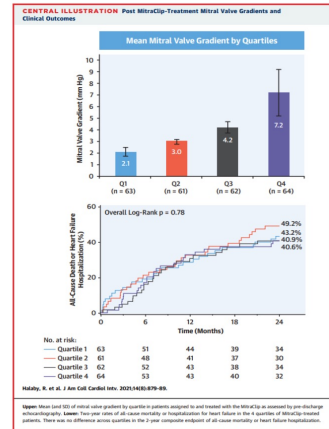 CENTRAL ILLUSTRATION Post MitraClip-Treatment Mitral Valve Gradients and
Clinical Outcomes
Mean Mitral Valve Gradient by Quartiles
Mitral Valve Gradient (mm Hg)
10
9
8
7
6
5
4
3
2
1
0
2.1
3.0
4.2
7.2
Q1 Q2 Q3 Q4
(n = 63) (n = 61) (n = 62) (n = 64)
All-Cause Death or Heart Failure
Hospitalization (%)
Overall Log-Rank p = 0.78
60
40
20
0
49.2%
43.2%
40.9%
40.6%
0 6 12 18 24
Time (Months)
No. at risk:
Quartile 1 63 51 44 39 34
Quartile 2 61 48 41 37 30
Quartile 3 62 52 43 38 34
Quartile 4 64 53 43 40 32
Halaby, R. et al. J Am Coll Cardiol Intv. 2021;14(8):879-89.
Upper: Mean (and SD) of mitral valve gradient by quartile in patients assigned to and treated with the MitraClip as assessed by pre-discharge
echocardiography. Lower: Two-year rates of all-cause mortality or hospitalization for heart failure in the 4 quartiles of MitraClip-treated
patients. There was no difference across quartiles in the 2-year composite endpoint of all-cause mortality or heart failure hospitalization.